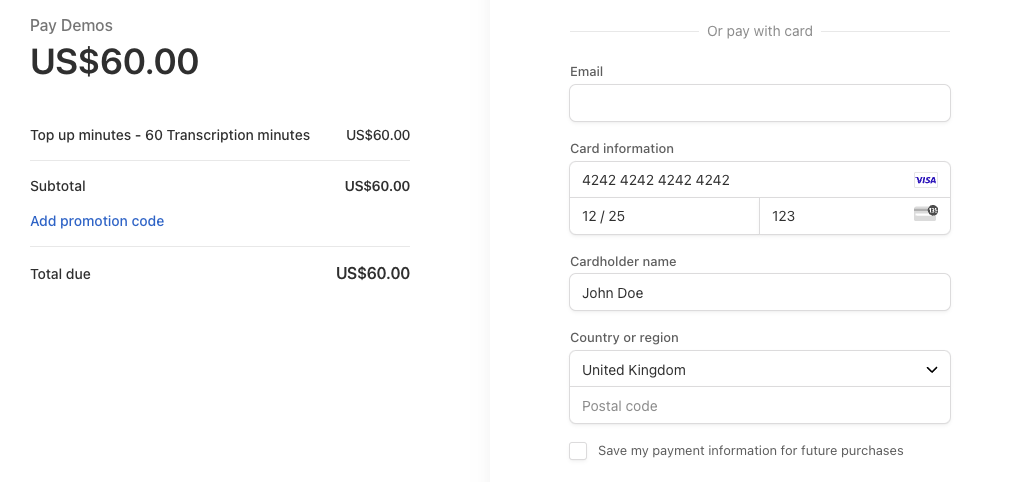 Pay Demos
US$60.00
Top up minutes - 60 Transcription minutes US$60.00
Subtotal US$60.00
Add promotion code
Total due US$60.00
Or pay with card
Email
Card information
4242 4242 4242 4242 VISA
12 / 25 123
Cardholder name
John Doe
Country or region
United Kingdom
Postal code
Save my payment information for future purchases